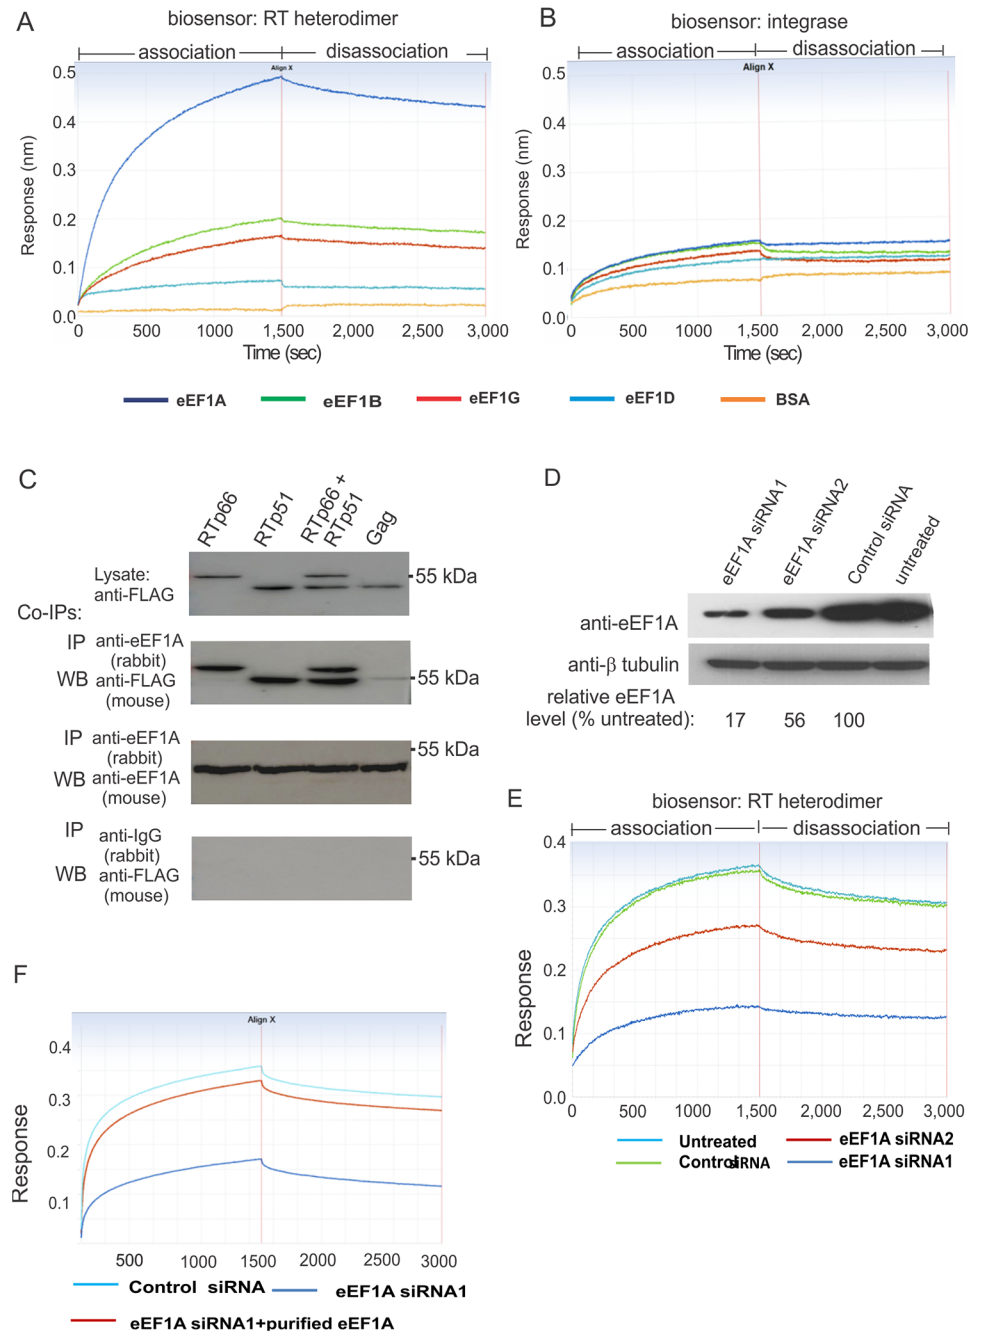 A
biosensor: RT heterodimer
association
disassociation
Align X
0.5
0.4
0.3
0.2
0.1
0.0
Response (nm)
0
500
1000
1,500
2,000
2,500
3,000
Time (sec)
B
biosensor: integrase
association
disassociation
Align X
0.5
0.4
0.3
0.2
0.1
0.0
Response (nm)
0
500
1000
1,500
2,000
2,500
3,000
Time (sec)
eEF1A
eEF1B
eEF1G
eEF1D
BSA
C
RTp66
RTp51
RTp66 +
RTp51
Gag
Lysate:
anti-FLAG
55 kDa
Co-IPs:
IP anti-eEF1A
(rabbit)
WB anti-FLAG
(mouse)
55 kDa
IP anti-eEF1A
(rabbit)
WB anti-eEF1A
(mouse)
55 kDa
IP anti-IgG
(rabbit)
WB anti-FLAG
(mouse)
55 kDa
D
eEF1A siRNA1
eEF1A siRNA2
Control siRNA
untreated
anti-eEF1A
anti-β tubulin
relative eEF1A
level (% untreated): 17 56 100
E
biosensor: RT heterodimer
association
disassociation
0.4
0.3
0.2
0.1
0.0
Response
0
500
1000
1,500
2,000
2,500
3,000
Untreated
eEF1A siRNA2
Control siRNA
eEF1A siRNA1
F
Align X
0.4
0.3
0.2
0.1
Response
500
1000
1500
2000
2500
3000
Control siRNA
eEF1A siRNA1
eEF1A siRNA1+purified eEF1A